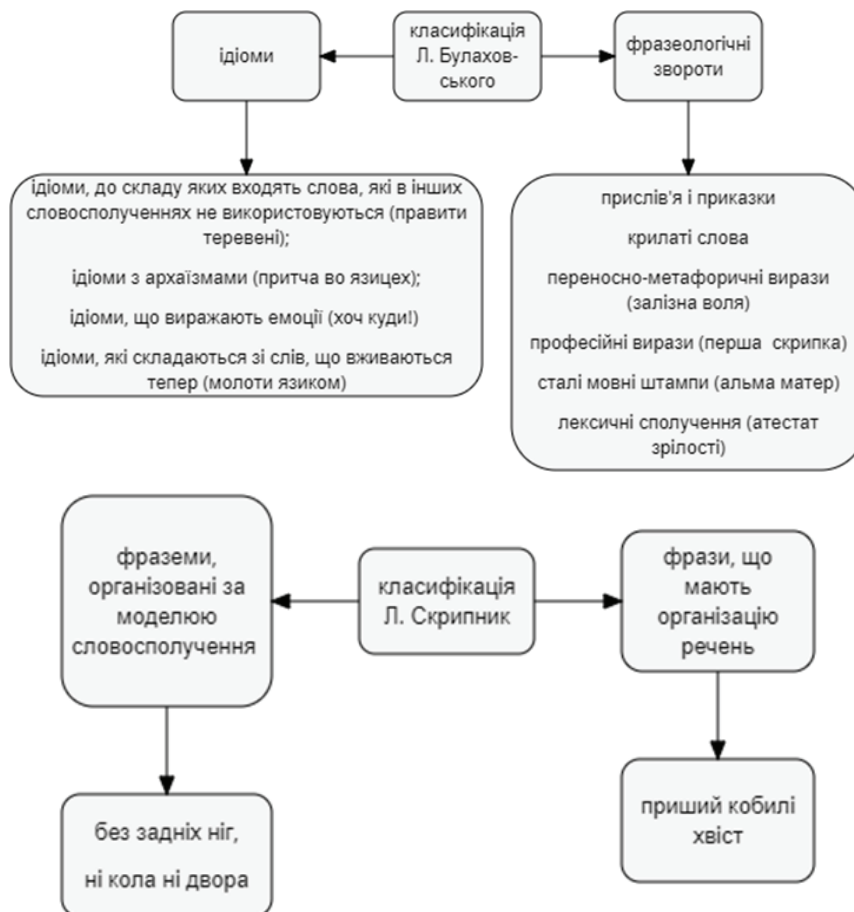 ідіоми
класифікація
Л. Булахов-
ського
фразеологічні
звороти
ідіоми, до складу яких входять слова, які в інших
словосполученнях не використовуються (правити
теревені);
ідіоми з архаїзмами (притча во язицех);
ідіоми, що виражають емоції (хоч куди!)
ідіоми, які складаються зі слів, що вживаються
тепер (молоти язиком)
прислів'я і приказки
крилаті слова
переносно-метафоричні вирази
(залізна воля)
професійні вирази (перша скрипка)
сталі мовні штампи (альма матер)
лексичні сполучення (атестат
зрілості)
фраземи,
організовані за
моделюю
словосполучення
класифікація
Л. Скрипник
фрази, що
мають
організацію
речень
без задніх ніг,
ні кола ні двора
приший кобилі
хвіст